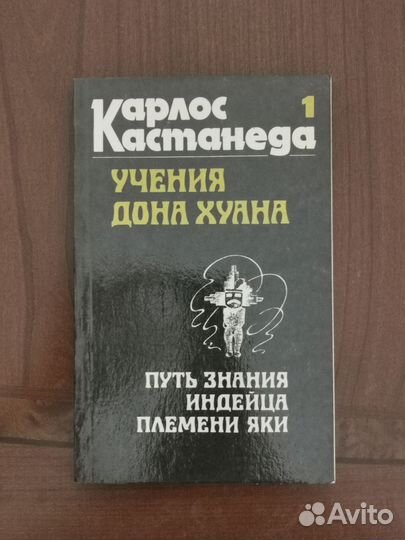 Карлос 1
Кастанеда
УЧЕНИЯ
ДОНА ХУАНА
ПУТЬ ЗНАНИЯ
ИНДЕЙЦА
ПЛЕМЕНИ ЯКИ
Avito